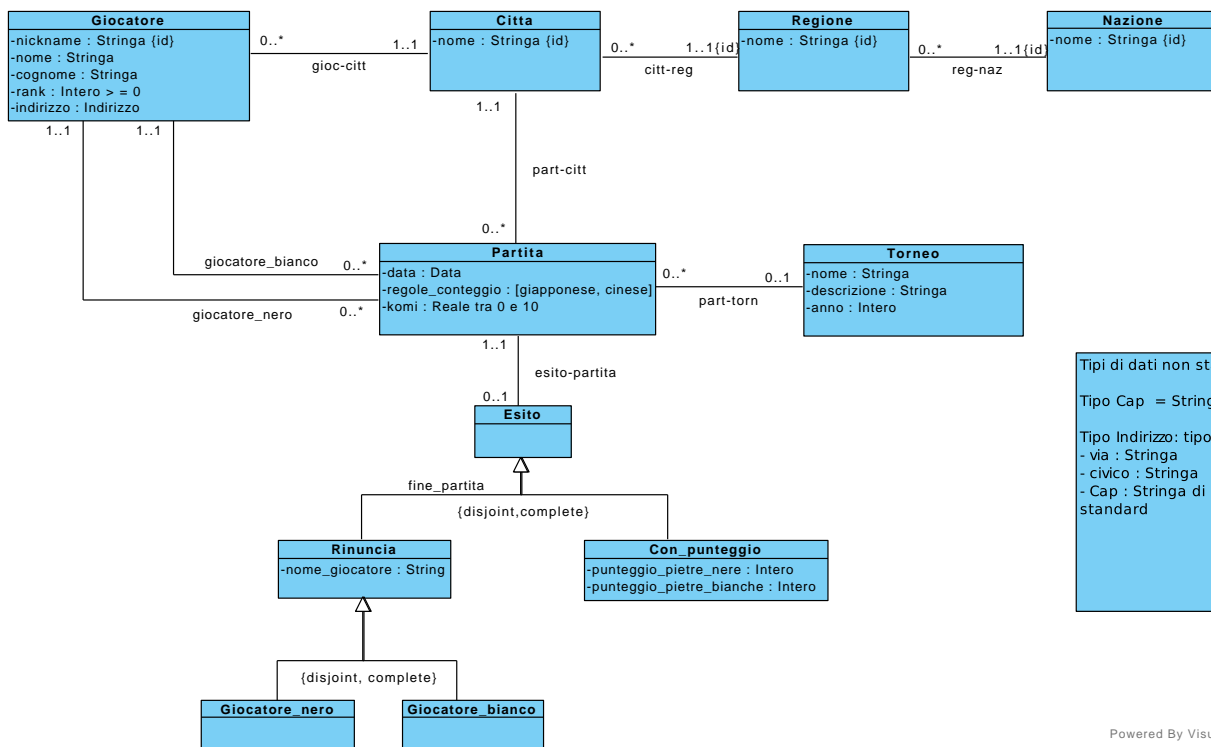 Giocatore
-nickname : Stringa {id}
-nome : Stringa
-cognome : Stringa
-rank : Intero > = 0
-indirizzo : Indirizzo
0..*
1..1
gioc-citt
Citta
-nome : Stringa {id}
0..*
1..1{id}
citt-reg
Regione
-nome : Stringa {id}
0..*
1..1{id}
reg-naz
Nazione
-nome : Stringa {id}
1..1
1..1
1..1
part-citt
0..*
giocatore_bianco
0..*
giocatore_nero
0..*
Partita
-data : Data
-regole_conteggio : [giapponese, cinese]
-komi : Reale tra 0 e 10
0..*
0..1
part-torn
Torneo
-nome : Stringa
-descrizione : Stringa
-anno : Intero
1..1
esito-partita
0..1
Esito
Tipi di dati non st
Tipo Cap = String
Tipo Indirizzo: tipo
- via : Stringa
- civico : Stringa
- Cap : Stringa di
standard
fine_partita
{disjoint,complete}
Rinuncia
-nome_giocatore : String
Con_punteggio
-punteggio_pietre_nere : Intero
-punteggio_pietre_bianche : Intero
{disjoint, complete}
Giocatore_nero
Giocatore_bianco
Powered By Visu